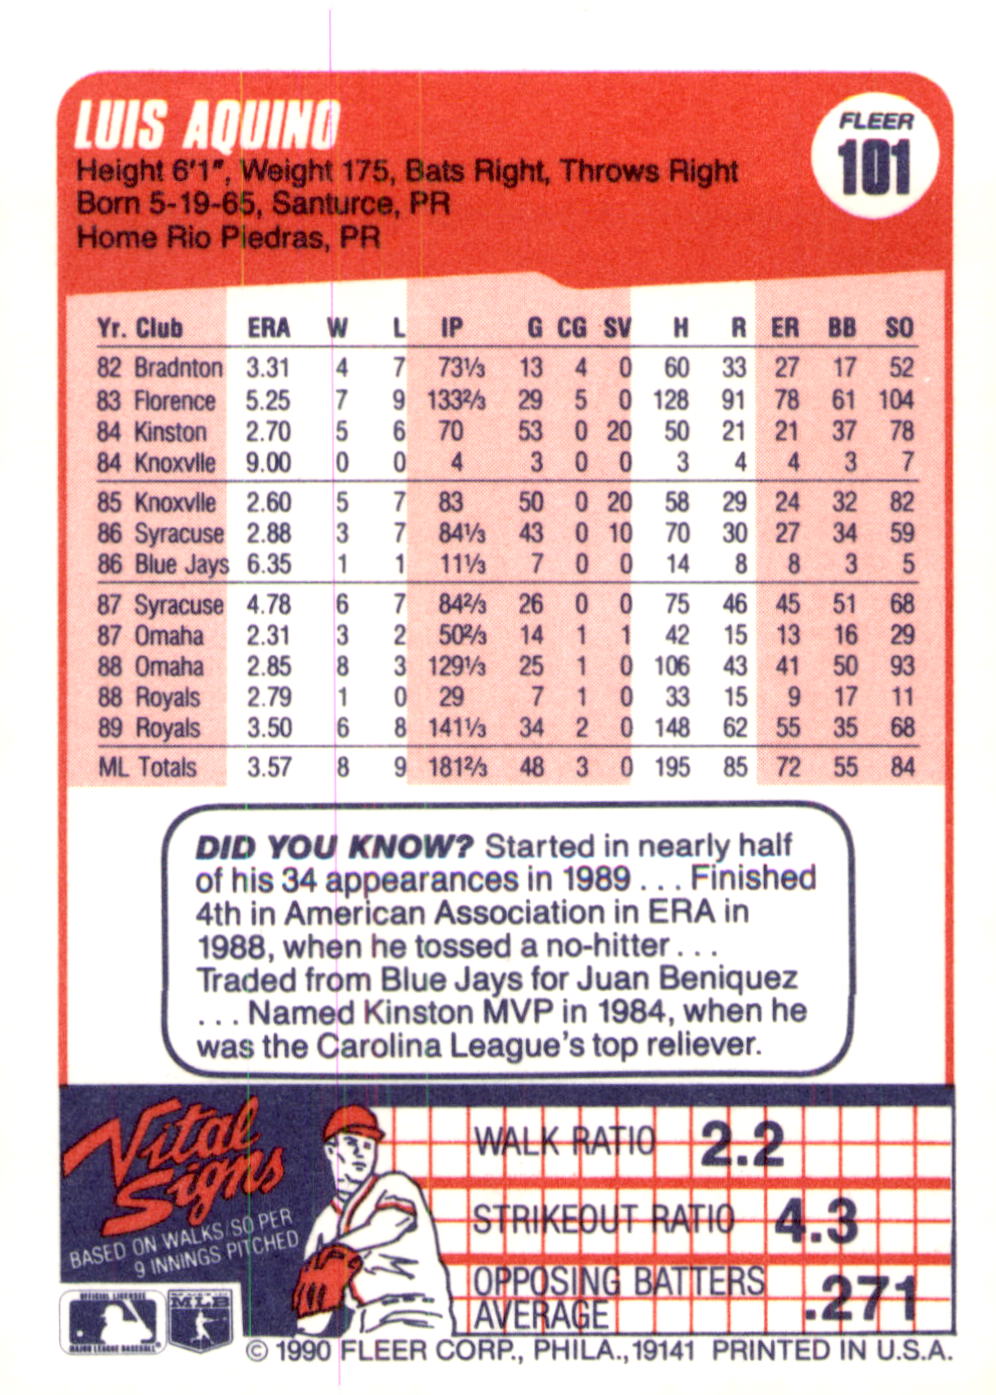 LUIS AQUINO
FLEER
101
Height 6'1", Weight 175, Bats Right, Throws Right
Born 5-19-65, Santurce, PR
Home Rio Piedras, PR
Yr. Club ERA W L IP G CG SV H R ER BB SO
82 Bradnton 3.31 4 7 73⅓ 13 4 0 60 33 27 17 52
83 Florence 5.25 7 9 133⅔ 29 5 0 128 91 78 61 104
84 Kinston 2.70 5 6 70 53 0 20 50 21 21 37 78
84 Knoxvlle 9.00 0 0 4 3 0 0 3 4 4 3 7
85 Knoxvlle 2.60 5 7 83 50 0 20 58 29 24 32 82
86 Syracuse 2.88 3 7 84⅓ 43 0 10 70 30 27 34 59
86 Blue Jays 6.35 1 1 11⅓ 7 0 0 14 8 8 3 5
87 Syracuse 4.78 6 7 84⅔ 26 0 0 75 46 45 51 68
87 Omaha 2.31 3 2 50⅔ 14 1 1 42 15 13 16 29
88 Omaha 2.85 8 3 129⅓ 25 1 0 106 43 41 50 93
88 Royals 2.79 1 0 29 7 1 0 33 15 9 17 11
89 Royals 3.50 6 8 141⅓ 34 2 0 148 62 55 35 68
ML Totals 3.57 8 9 181⅔ 48 3 0 195 85 72 55 84
DID YOU KNOW? Started in nearly half
of his 34 appearances in 1989 . . . Finished
4th in American Association in ERA in
1988, when he tossed a no-hitter . . .
Traded from Blue Jays for Juan Beniquez
. . . Named Kinston MVP in 1984, when he
was the Carolina League's top reliever.
Vital
Signs
BASED ON WALKS/SO PER
9 INNINGS PITCHED
WALK RATIO 2.2
STRIKEOUT RATIO 4.3
OPPOSING BATTERS
AVERAGE .271
OFFICIAL LICENSEE
MAJOR LEAGUE BASEBALL
MLB
© 1990 FLEER CORP., PHILA., 19141 PRINTED IN U.S.A.